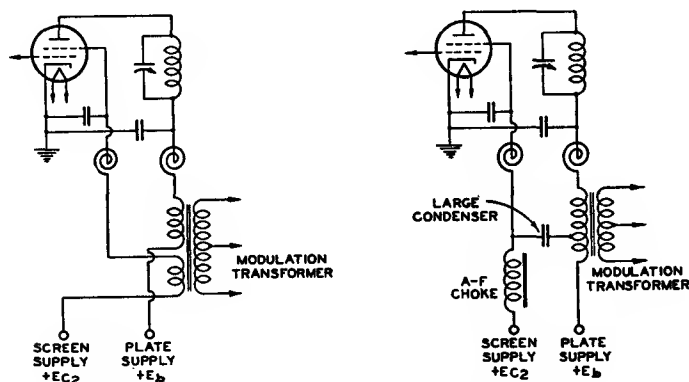 MODULATION
TRANSFORMER
SCREEN
SUPPLY
+EC2
PLATE
SUPPLY
+Eb
LARGE
CONDENSER
A-F
CHOKE
MODULATION
TRANSFORMER
SCREEN
SUPPLY
+EC2
PLATE
SUPPLY
+Eb